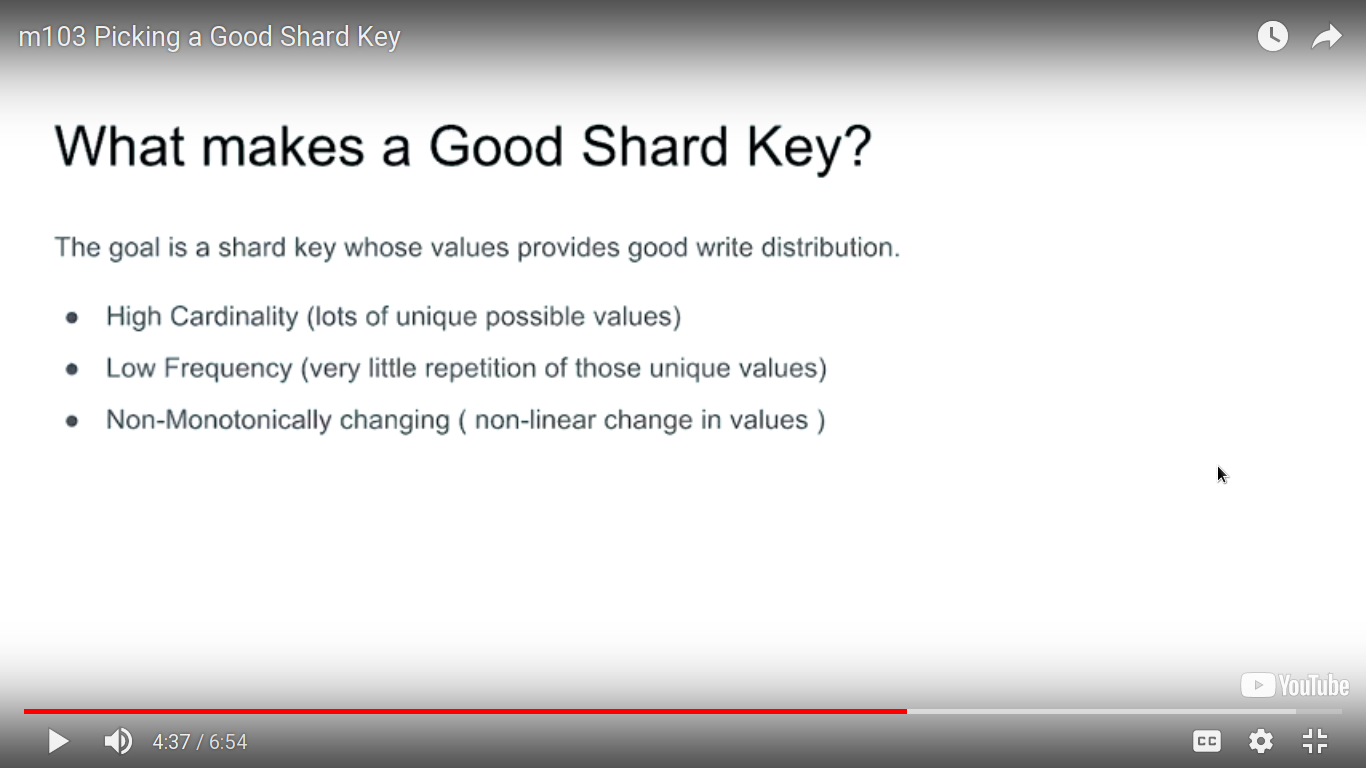 m103 Picking a Good Shard Key
What makes a Good Shard Key?
The goal is a shard key whose values provides good write distribution.
● High Cardinality (lots of unique possible values)
● Low Frequency (very little repetition of those unique values)
● Non-Monotonically changing ( non-linear change in values )
YouTube
4:37 / 6:54
CC